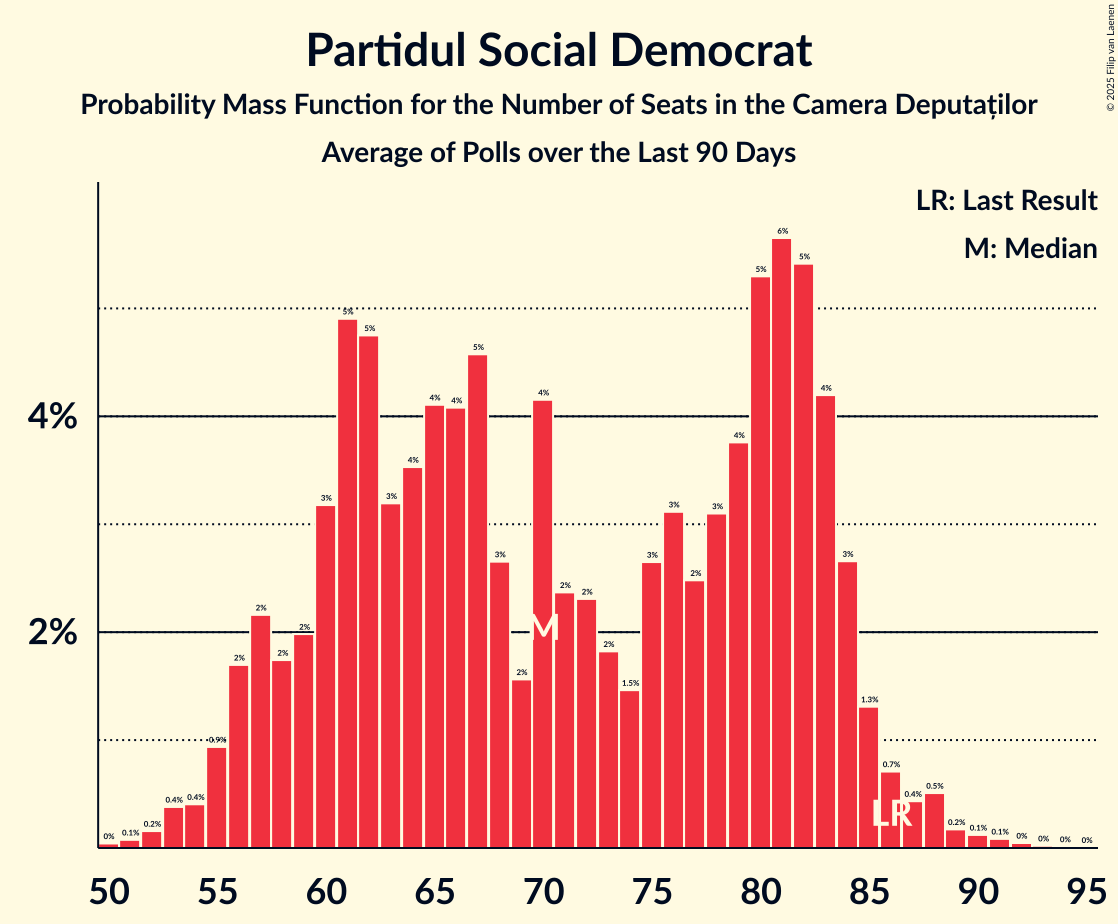 Partidul Social Democrat
Probability Mass Function for the Number of Seats in the Camera Deputaților
Average of Polls over the Last 90 Days
© 2025 Filip van Laenen
LR: Last Result
M: Median
4%
2%
0% 0.1% 0.2% 0.4% 0.4% 0.9% 2% 2% 2% 2% 3% 5% 5% 3% 4% 4% 4% 5% 3% 2% 4% 2% 2% 2% 1.5% 3% 3% 2% 3% 4% 5% 6% 5% 4% 3% 1.3% 0.7% 0.4% 0.5% 0.2% 0.1% 0.1% 0% 0% 0% 0%
M
LR
50 55 60 65 70 75 80 85 90 95